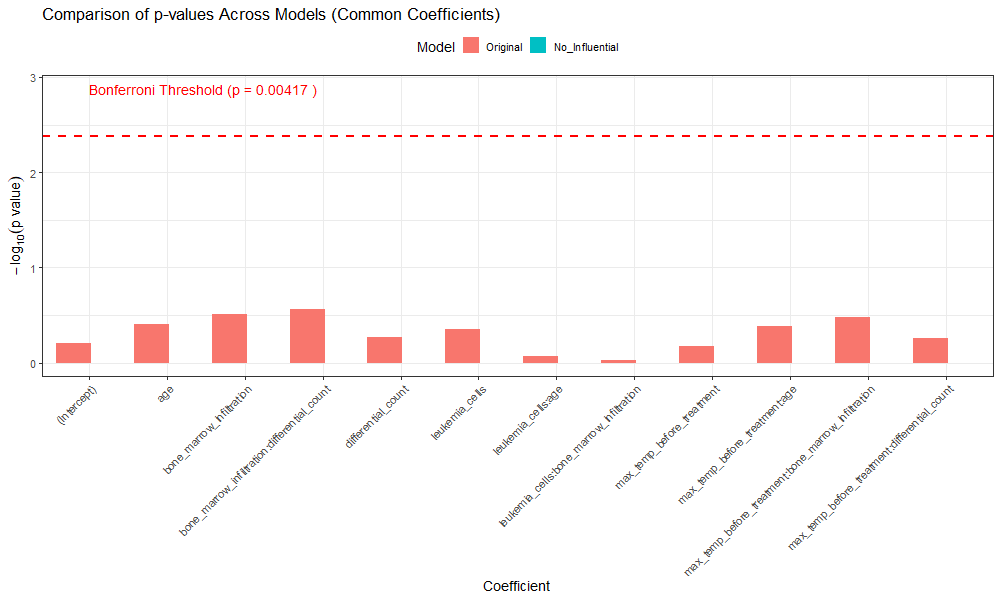 Comparison of p-values Across Models (Common Coefficients)
Model Original No_Influential
Bonferroni Threshold (p = 0.00417 )
3
2
1
0
− log10(p value)
(Intercept)
age
bone_marrow_infiltration
bone_marrow_infiltration:differential_count
differential_count
leukemia_cells
leukemia_cells:age
leukemia_cells:bone_marrow_infiltration
max_temp_before_treatment
max_temp_before_treatment:age
max_temp_before_treatment:bone_marrow_infiltration
max_temp_before_treatment:differential_count
Coefficient